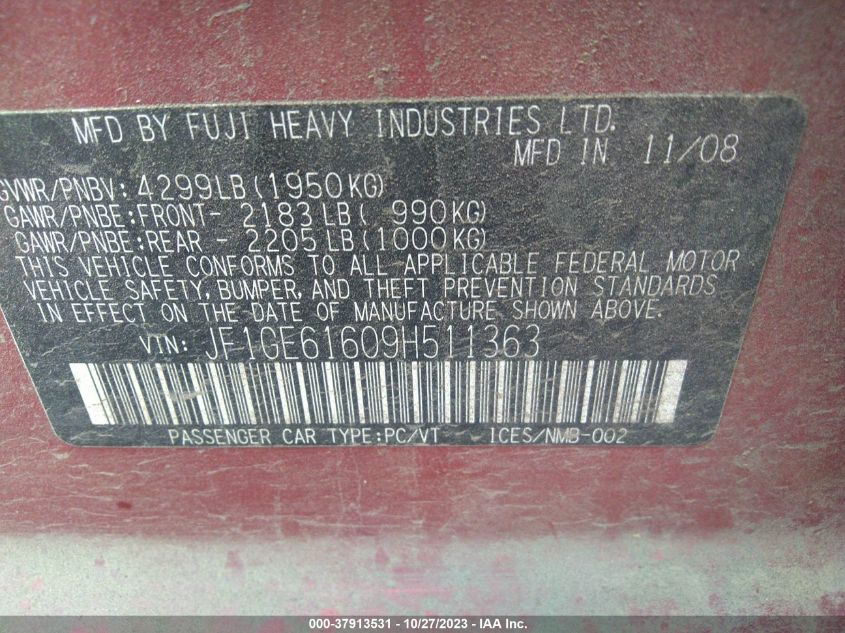 MFD BY FUJI HEAVY INDUSTRIES LTD.
MFD IN 11/08
GVWR/PNBV: 4299LB(1950KG)
GAWR/PNBE:FRONT- 2183LB( 990KG)
GAWR/PNBE:REAR - 2205LB(1000KG)
THIS VEHICLE CONFORMS TO ALL APPLICABLE FEDERAL MOTOR
VEHICLE SAFETY, BUMPER, AND THEFT PREVENTION STANDARDS
IN EFFECT ON THE DATE OF MANUFACTURE SHOWN ABOVE.
VIN: JF1GE61609H511363
PASSENGER CAR TYPE:PC/VT ICES/NMB-002
000-37913531 - 10/27/2023 - IAA Inc.